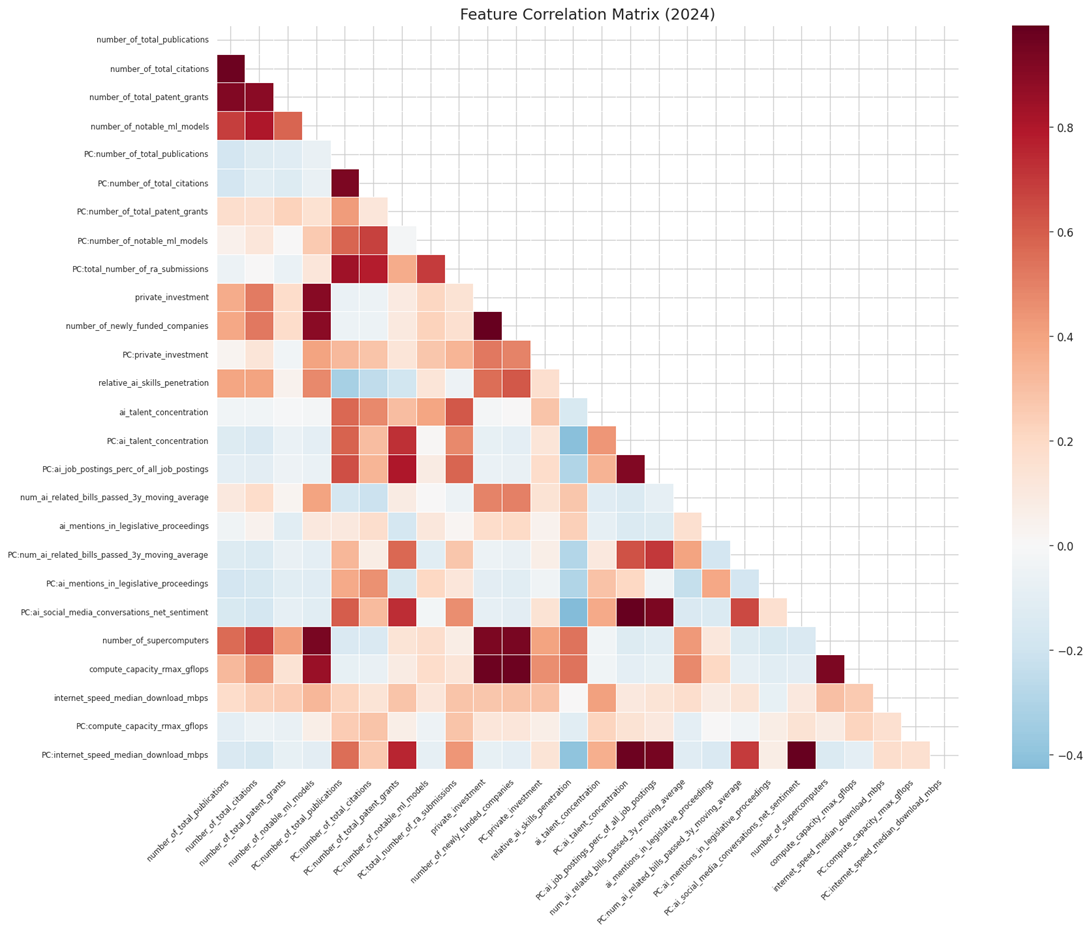 Feature Correlation Matrix (2024)
number_of_total_publications
number_of_total_citations
number_of_total_patent_grants
number_of_notable_ml_models
PC:number_of_total_publications
PC:number_of_total_citations
PC:number_of_total_patent_grants
PC:number_of_notable_ml_models
PC:total_number_of_ra_submissions
private_investment
number_of_newly_funded_companies
PC:private_investment
relative_ai_skills_penetration
ai_talent_concentration
PC:ai_talent_concentration
PC:ai_job_postings_perc_of_all_job_postings
num_ai_related_bills_passed_3y_moving_average
ai_mentions_in_legislative_proceedings
PC:num_ai_related_bills_passed_3y_moving_average
PC:ai_mentions_in_legislative_proceedings
PC:ai_social_media_conversations_net_sentiment
number_of_supercomputers
compute_capacity_rmax_gflops
internet_speed_median_download_mbps
PC:compute_capacity_rmax_gflops
PC:internet_speed_median_download_mbps
number_of_total_publications
number_of_total_citations
number_of_total_patent_grants
number_of_notable_ml_models
PC:number_of_total_publications
PC:number_of_total_citations
PC:number_of_total_patent_grants
PC:number_of_notable_ml_models
PC:total_number_of_ra_submissions
private_investment
number_of_newly_funded_companies
PC:private_investment
relative_ai_skills_penetration
ai_talent_concentration
PC:ai_talent_concentration
PC:ai_job_postings_perc_of_all_job_postings
num_ai_related_bills_passed_3y_moving_average
ai_mentions_in_legislative_proceedings
PC:num_ai_related_bills_passed_3y_moving_average
PC:ai_mentions_in_legislative_proceedings
PC:ai_social_media_conversations_net_sentiment
number_of_supercomputers
compute_capacity_rmax_gflops
internet_speed_median_download_mbps
PC:compute_capacity_rmax_gflops
PC:internet_speed_median_download_mbps
0.8
0.6
0.4
0.2
0.0
−0.2
−0.4